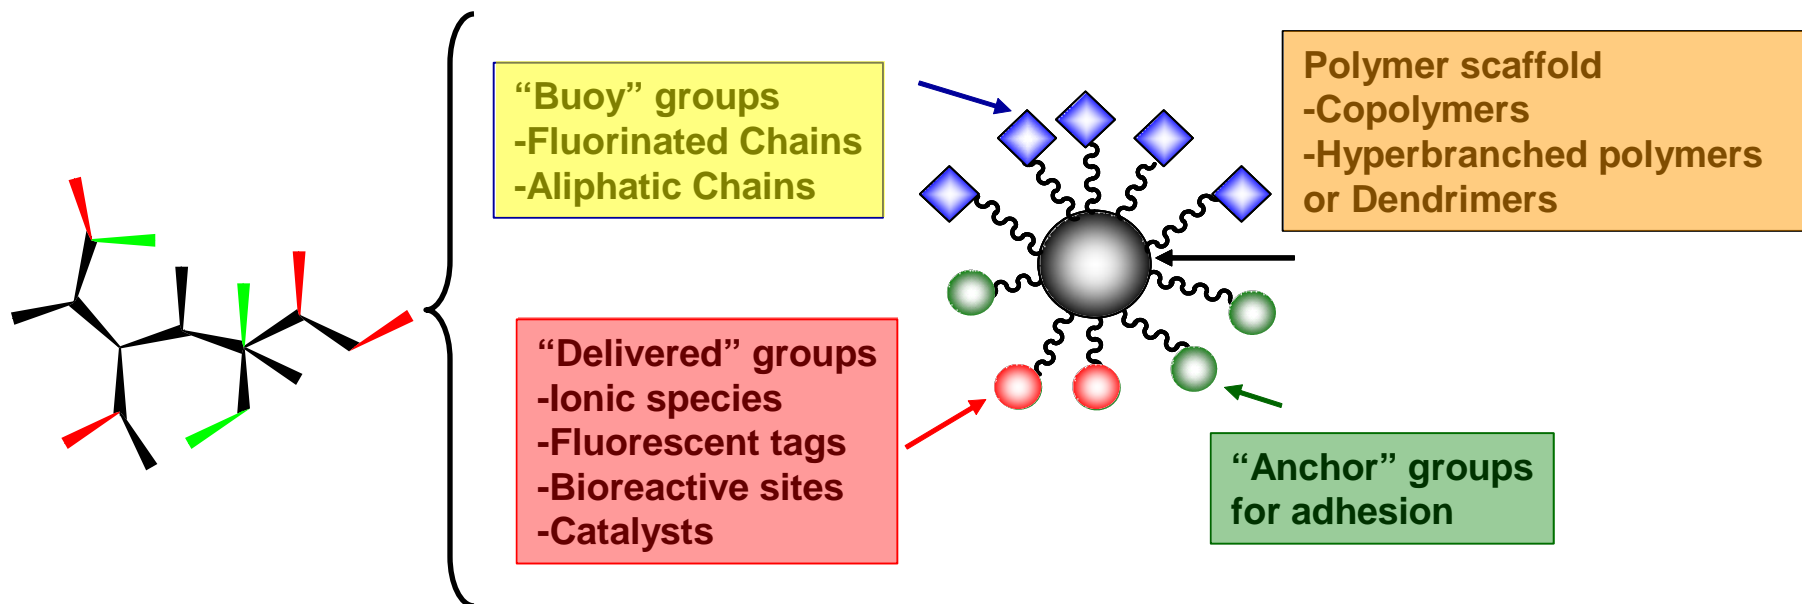 “Buoy” groups
-Fluorinated Chains
-Aliphatic Chains
Polymer scaffold
-Copolymers
-Hyperbranched polymers
or Dendrimers
“Delivered” groups
-Ionic species
-Fluorescent tags
-Bioreactive sites
-Catalysts
“Anchor” groups
for adhesion